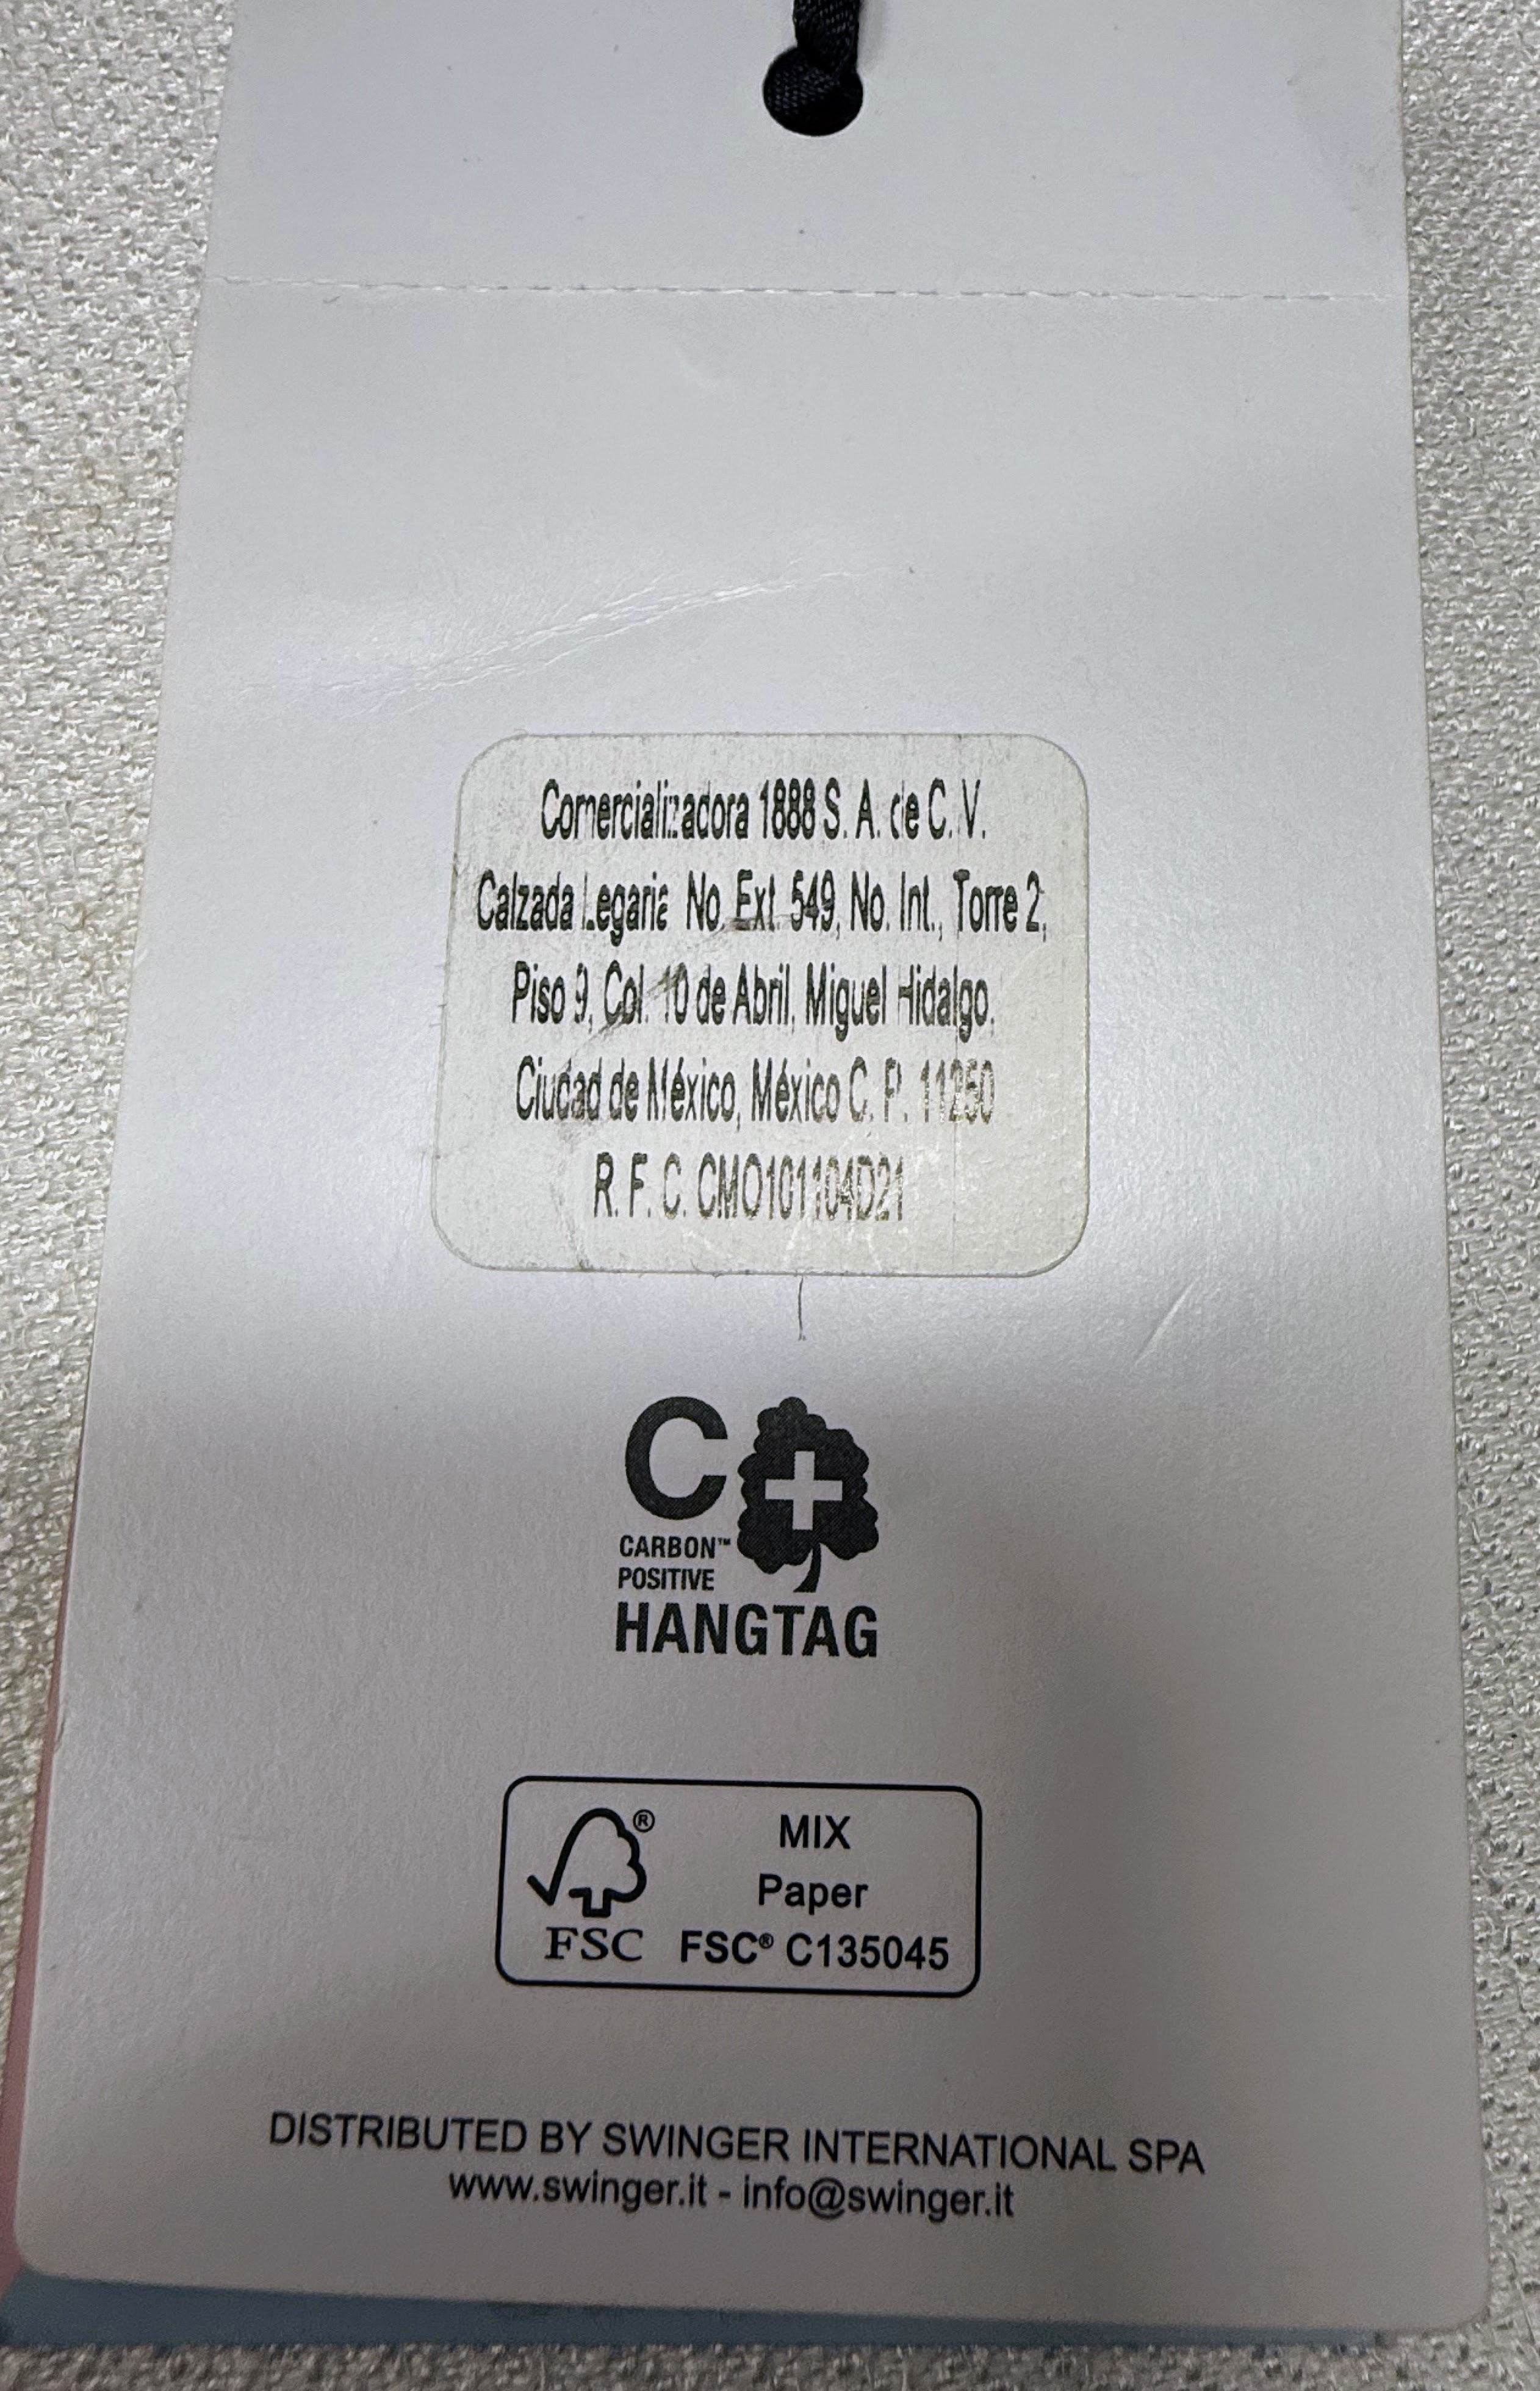 Comercializadora 1888 S. A. de C. V.
Calzada Legaria No. Ext. 549, No. Int., Torre 2,
Piso 9, Col. 10 de Abril, Miguel Hidalgo.
Ciudad de México, México C. P. 11250
R. F. C. CMO101104D21
C
CARBON™
POSITIVE
HANGTAG
®
MIX
Paper
FSC FSC® C135045
DISTRIBUTED BY SWINGER INTERNATIONAL SPA
www.swinger.it - info@swinger.it